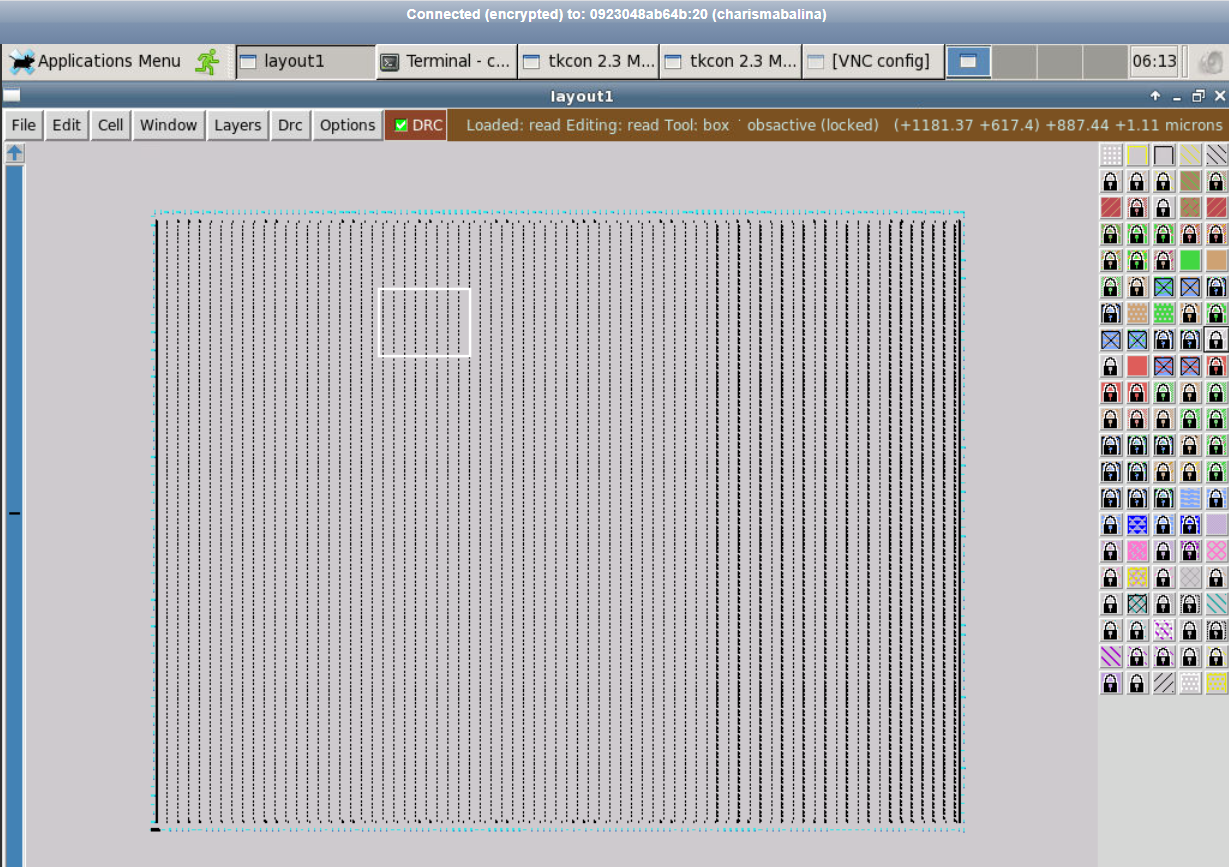 Connected (encrypted) to: 0923048ab64b:20 (charismabalina)
Applications Menu layout1 Terminal - c... tkcon 2.3 M... tkcon 2.3 M... [VNC config] 06:13
layout1
File Edit Cell Window Layers Drc Options DRC Loaded: read Editing: read Tool: box ` obsactive (locked) (+1181.37 +617.4) +887.44 +1.11 microns